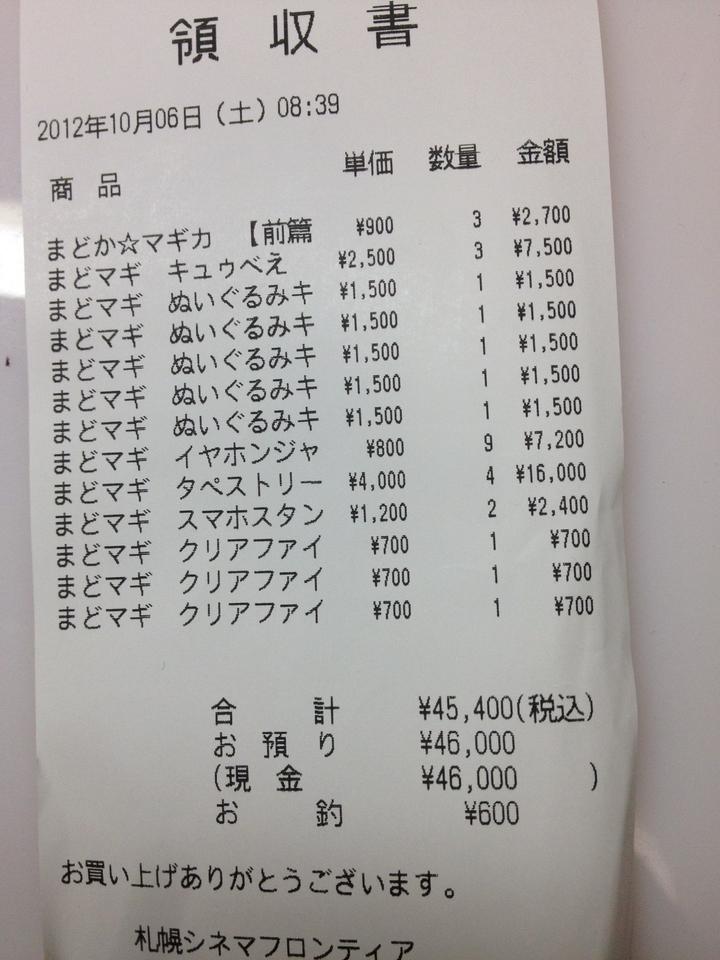 領収書
2012年10月06日（土）08:39
商品 単価 数量 金額
まどか☆マギカ 【前篇 ¥900 3 ¥2,700
まどマギ キュゥべえ ¥2,500 3 ¥7,500
まどマギ ぬいぐるみキ ¥1,500 1 ¥1,500
まどマギ ぬいぐるみキ ¥1,500 1 ¥1,500
まどマギ ぬいぐるみキ ¥1,500 1 ¥1,500
まどマギ ぬいぐるみキ ¥1,500 1 ¥1,500
まどマギ ぬいぐるみキ ¥1,500 1 ¥1,500
まどマギ イヤホンジャ ¥800 9 ¥7,200
まどマギ タペストリー ¥4,000 4 ¥16,000
まどマギ スマホスタン ¥1,200 2 ¥2,400
まどマギ クリアファイ ¥700 1 ¥700
まどマギ クリアファイ ¥700 1 ¥700
まどマギ クリアファイ ¥700 1 ¥700
合計 ¥45,400(税込)
お預り ¥46,000
(現金 ¥46,000 )
お釣 ¥600
お買い上げありがとうございます。
札幌シネマフロンティア